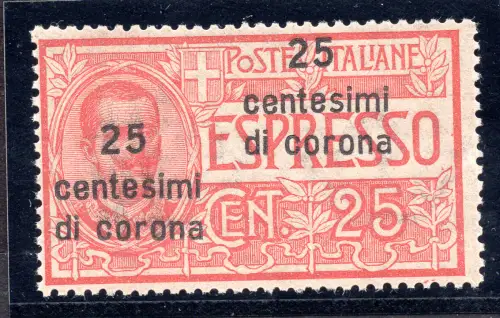 POSTE ITALIANE
ESPRESSO
CENT. 25
25
centesimi
di corona
25
centesimi
di corona